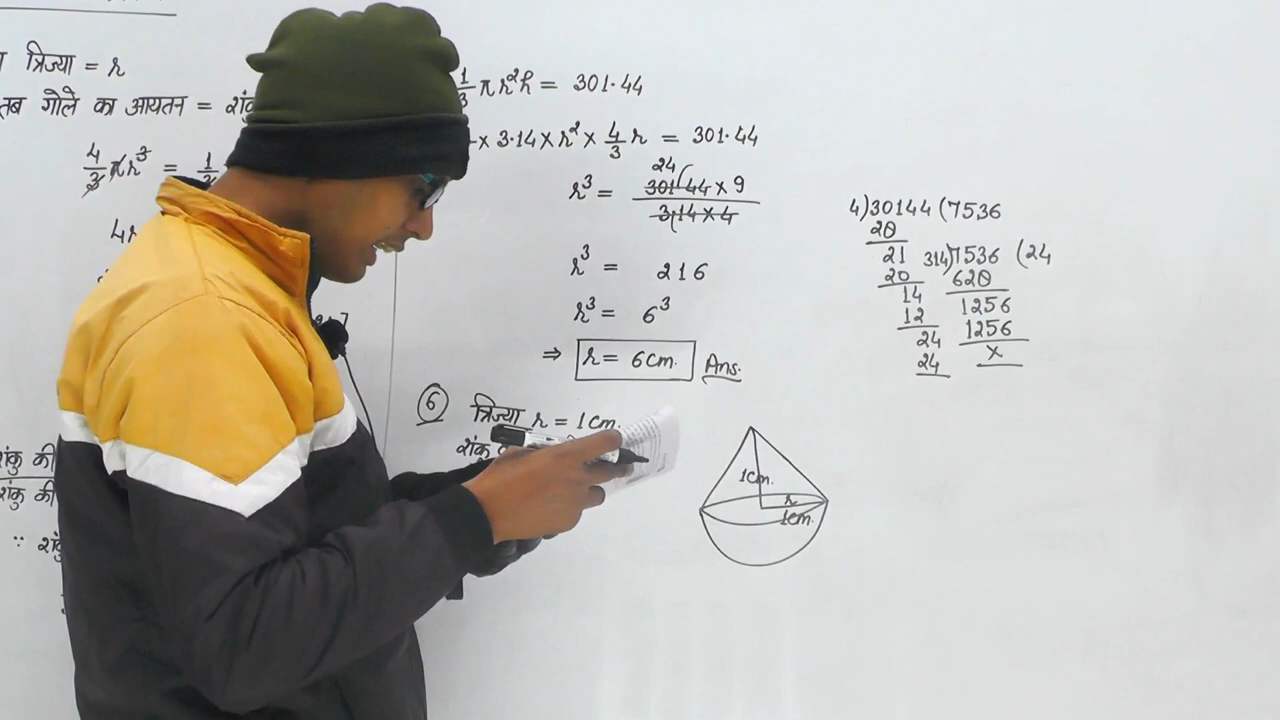 त्रिज्या = r
तब गोले का आयतन =
4/3 πr³ = 1/
4r
शंकु की
शंकु की
∵
1/3 πr²h = 301.44
× 3.14 × r² × 4/3 r = 301.44
24
r³ = 301.44 × 9 / 3.14 × 4
r³ = 216
r³ = 6³
⇒ r = 6cm. Ans.
6 त्रिज्या r = 1cm.
शंकु
1cm.
r
1cm.
4)30144(7536
20
21
20
14
12
24
24
314)7536(24
628
1256
1256
x